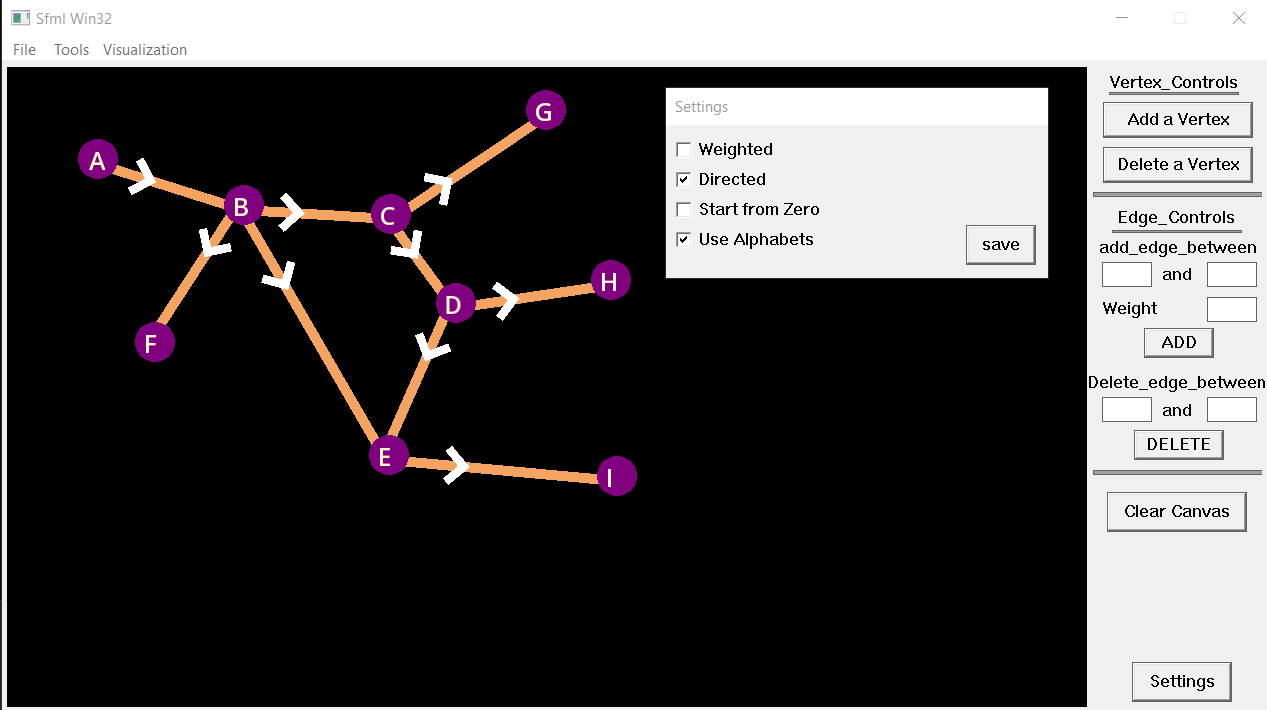 Sfml Win32
File Tools Visualization
A
B
C
G
F
D
H
E
I
Settings
Weighted
Directed
Start from Zero
Use Alphabets
save
Vertex_Controls
Add a Vertex
Delete a Vertex
Edge_Controls
add_edge_between
and
Weight
ADD
Delete_edge_between
and
DELETE
Clear Canvas
Settings